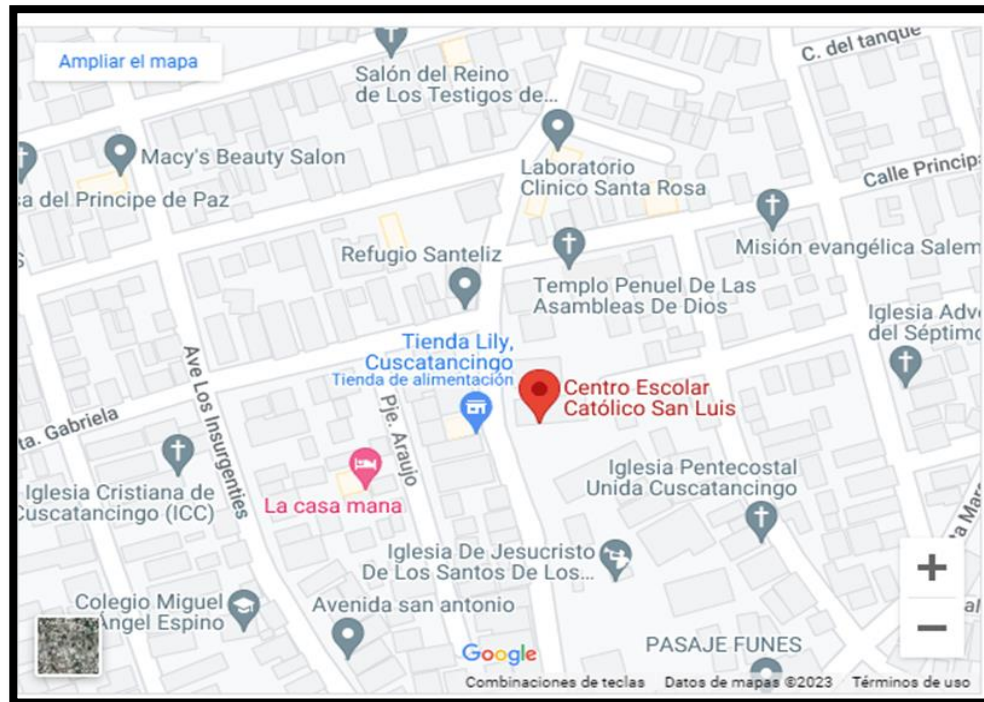 Ampliar el mapa
C. del tanque
Salón del Reino
de Los Testigos de...
Macy's Beauty Salon
Laboratorio
Clinico Santa Rosa
Calle Principa
a del Principe de Paz
Refugio Santeliz
Misión evangélica Salem
Templo Penuel De Las
Asambleas De Dios
Iglesia Adv
del Séptimo
Tienda Lily,
Cuscatancingo
Tienda de alimentación
Centro Escolar
Católico San Luis
Ave Los Insurgenties
Pje. Araujo
ta. Gabriela
Iglesia Cristiana de
Cuscatancingo (ICC)
La casa mana
Iglesia Pentecostal
Unida Cuscatancingo
Iglesia De Jesucristo
De Los Santos De Los...
ta Mar
Colegio Miguel
Ángel Espino
Avenida san antonio
al
+
PASAJE FUNES
−
Google
Combinaciones de teclas Datos de mapas ©2023 Términos de uso